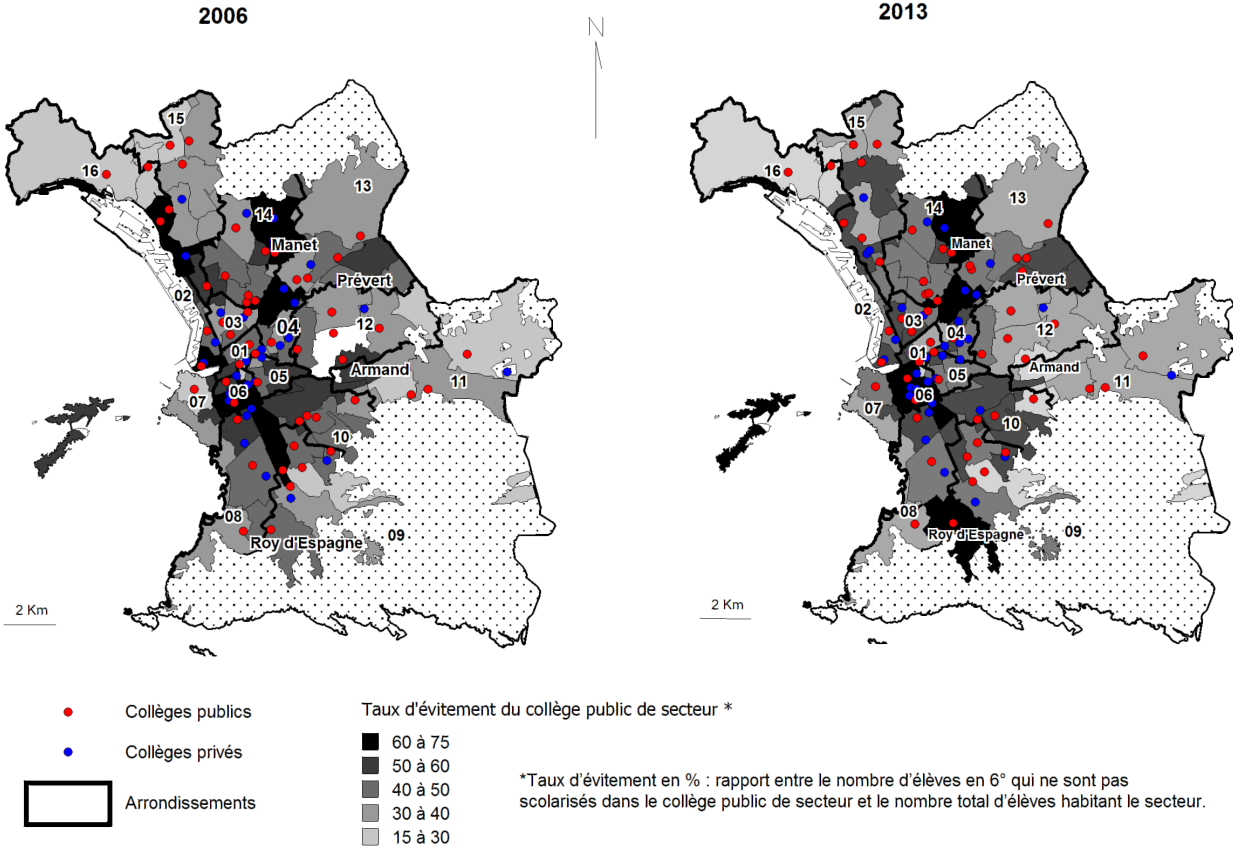 2006
2013
N
15
16
13
14
Manet
02
Prévert
03
04
12
01
Armand
05
11
06
07
10
08
Roy d'Espagne
09
2 Km
15
16
13
14
Manet
Prévert
02
03
04
12
01
Armand
05
11
06
07
10
08
Roy d'Espagne
09
2 Km
Collèges publics
Collèges privés
Arrondissements
Taux d'évitement du collège public de secteur *
60 à 75
50 à 60
40 à 50
30 à 40
15 à 30
*Taux d'évitement en % : rapport entre le nombre d'élèves en 6° qui ne sont pas
scolarisés dans le collège public de secteur et le nombre total d'élèves habitant le secteur.